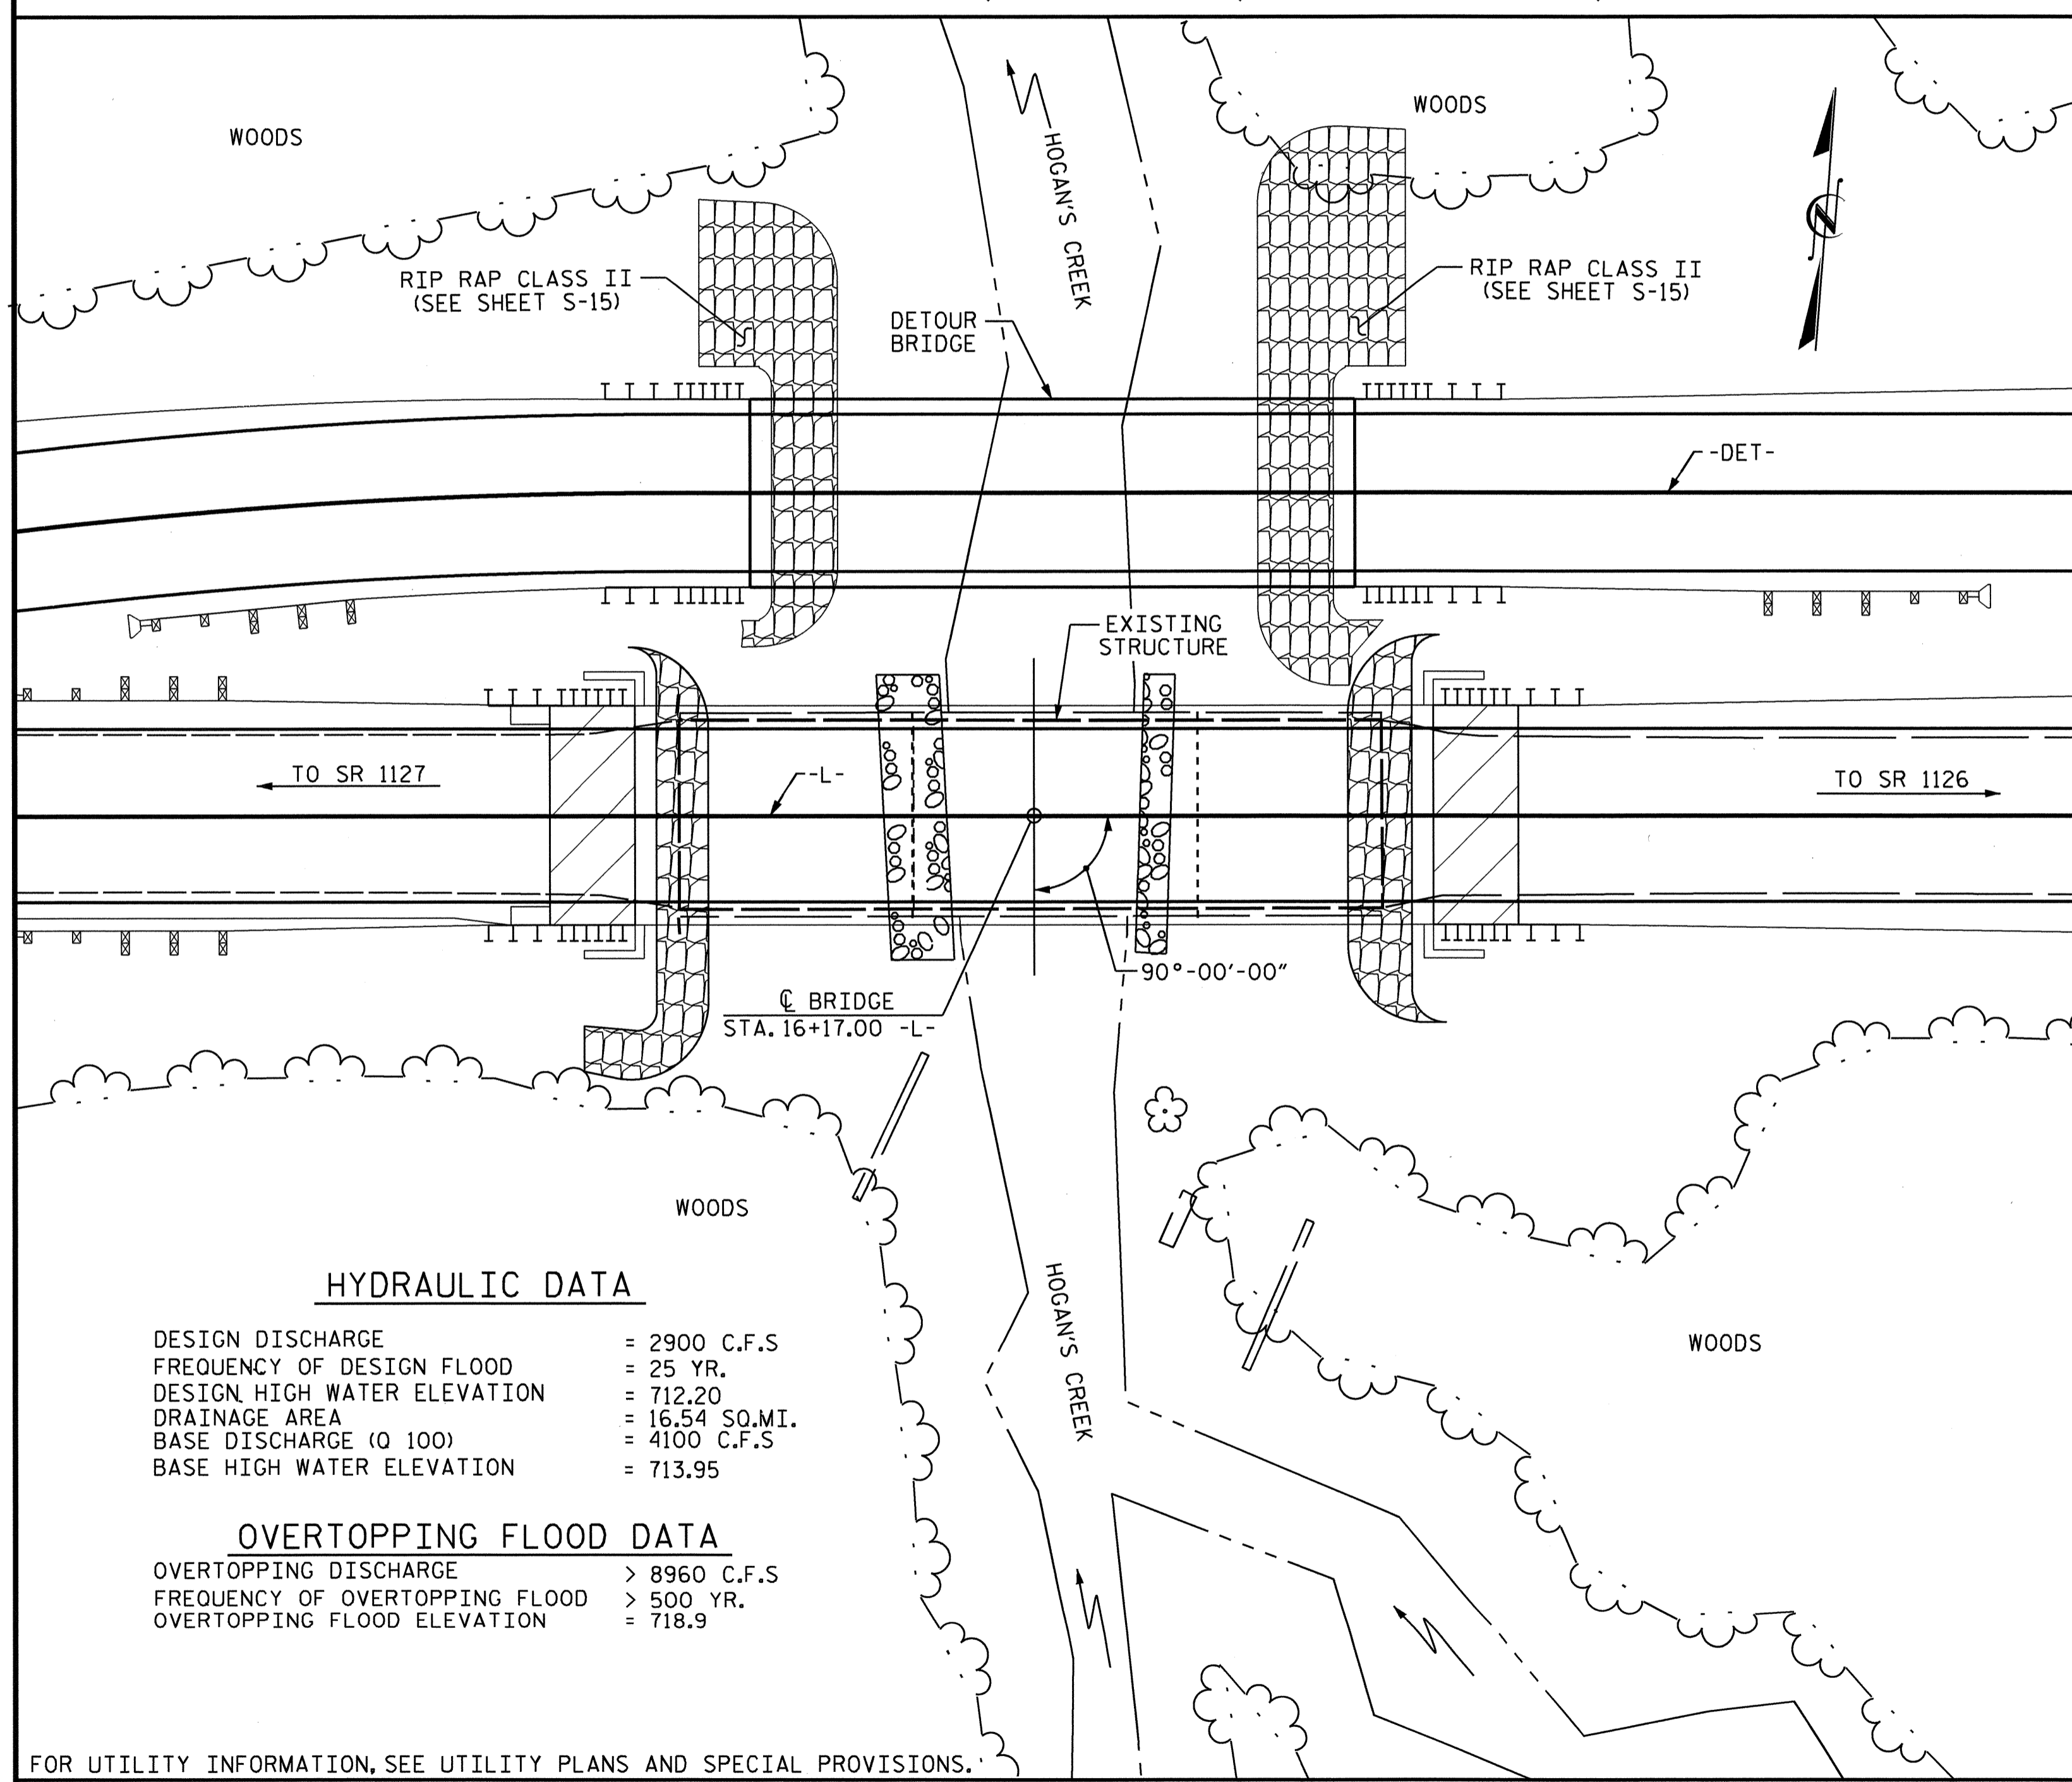 WOODS
WOODS
HOGAN'S CREEK
N
RIP RAP CLASS II
(SEE SHEET S-15)
RIP RAP CLASS II
(SEE SHEET S-15)
DETOUR
BRIDGE
-DET-
EXISTING
STRUCTURE
TO SR 1127
-L-
TO SR 1126
90°-00'-00"
℄ BRIDGE
STA. 16+17.00 -L-
WOODS
HOGAN'S CREEK
WOODS
HYDRAULIC DATA
DESIGN DISCHARGE = 2900 C.F.S
FREQUENCY OF DESIGN FLOOD = 25 YR.
DESIGN HIGH WATER ELEVATION = 712.20
DRAINAGE AREA = 16.54 SQ.MI.
BASE DISCHARGE (Q 100) = 4100 C.F.S
BASE HIGH WATER ELEVATION = 713.95
OVERTOPPING FLOOD DATA
OVERTOPPING DISCHARGE > 8960 C.F.S
FREQUENCY OF OVERTOPPING FLOOD > 500 YR.
OVERTOPPING FLOOD ELEVATION = 718.9
FOR UTILITY INFORMATION, SEE UTILITY PLANS AND SPECIAL PROVISIONS.